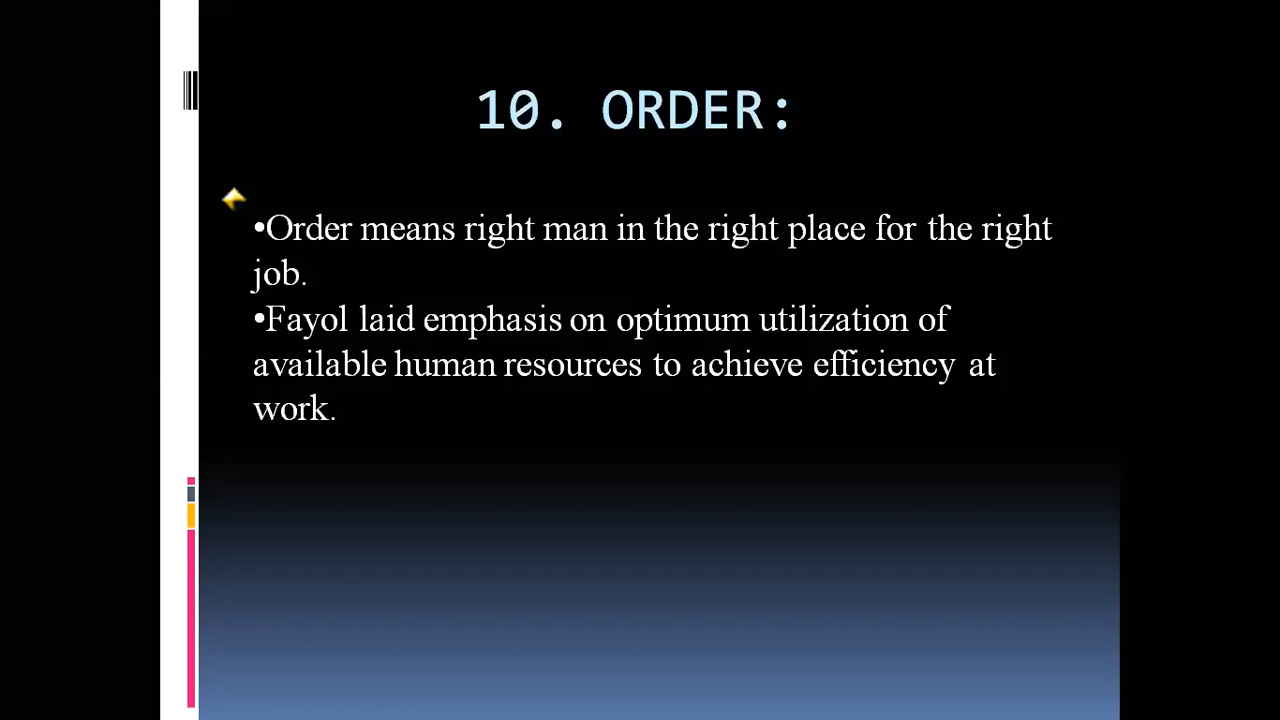 10. ORDER:
•Order means right man in the right place for the right
job.
•Fayol laid emphasis on optimum utilization of
available human resources to achieve efficiency at
work.